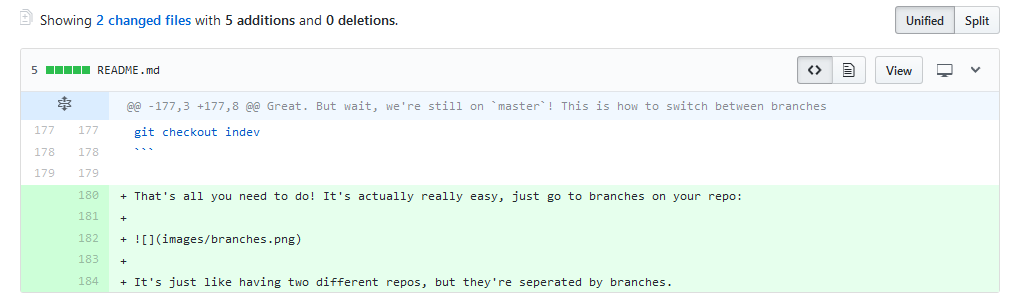 Showing 2 changed files with 5 additions and 0 deletions.
Unified Split
5 README.md
<> View
@@ -177,3 +177,8 @@ Great. But wait, we're still on `master`! This is how to switch between branches
177 177 git checkout indev
178 178 ```
179 179
180 + That's all you need to do! It's actually really easy, just go to branches on your repo:
181 +
182 + ![](images/branches.png)
183 +
184 + It's just like having two different repos, but they're seperated by branches.